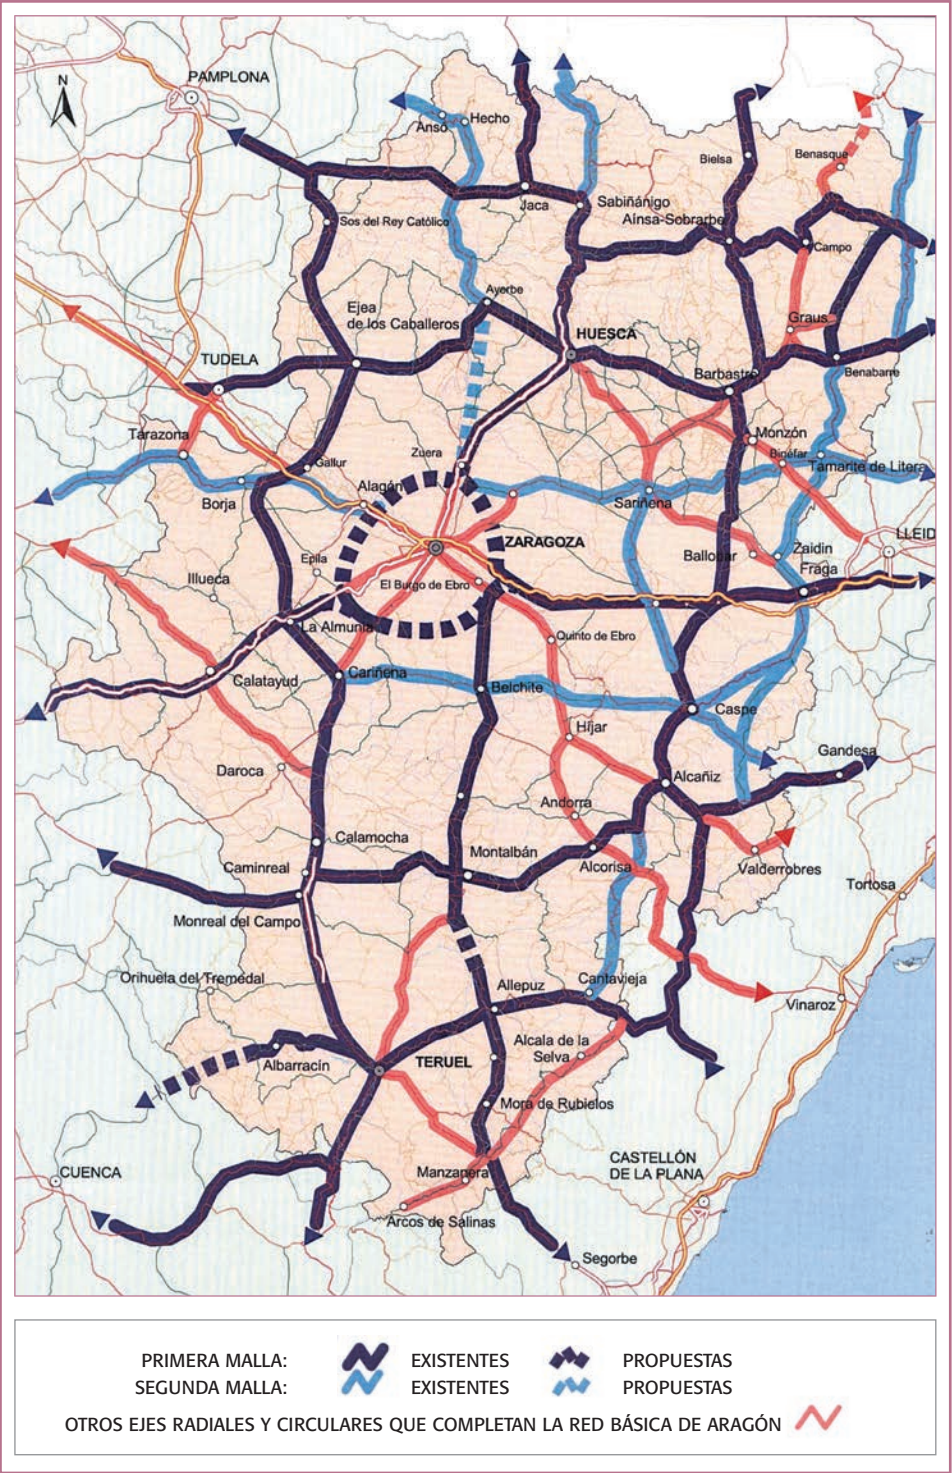 N
PAMPLONA
Ansó
Hecho
Bielsa
Benasque
Jaca
Sabiñánigo
Aínsa-Sobrarbe
Sos del Rey Católico
Campo
Ayerbe
Ejea
de los Caballeros
Graus
HUESCA
TUDELA
Barbastro
Benabarre
Tarazona
Monzón
Zuera
Binéfar
Gallur
Tamarite de Litera
Alagón
Borja
Sariñena
LLEID
ZARAGOZA
Ballobar
Zaidín
Epila
Fraga
Illueca
El Burgo de Ebro
La Almunia
Quinto de Ebro
Cariñena
Calatayud
Belchite
Caspe
Híjar
Gandesa
Daroca
Alcañiz
Andorra
Calamocha
Montalbán
Caminreal
Alcorisa
Valderrobres
Tortosa
Monreal del Campo
Orihuela del Tremedal
Cantavieja
Allepuz
Vinaroz
Alcala de la
Selva
Albarracín
TERUEL
Mora de Rubielos
CASTELLÓN
DE LA PLANA
CUENCA
Manzanera
Arcos de Salinas
Segorbe
PRIMERA MALLA: EXISTENTES PROPUESTAS
SEGUNDA MALLA: EXISTENTES PROPUESTAS
OTROS EJES RADIALES Y CIRCULARES QUE COMPLETAN LA RED BÁSICA DE ARAGÓN